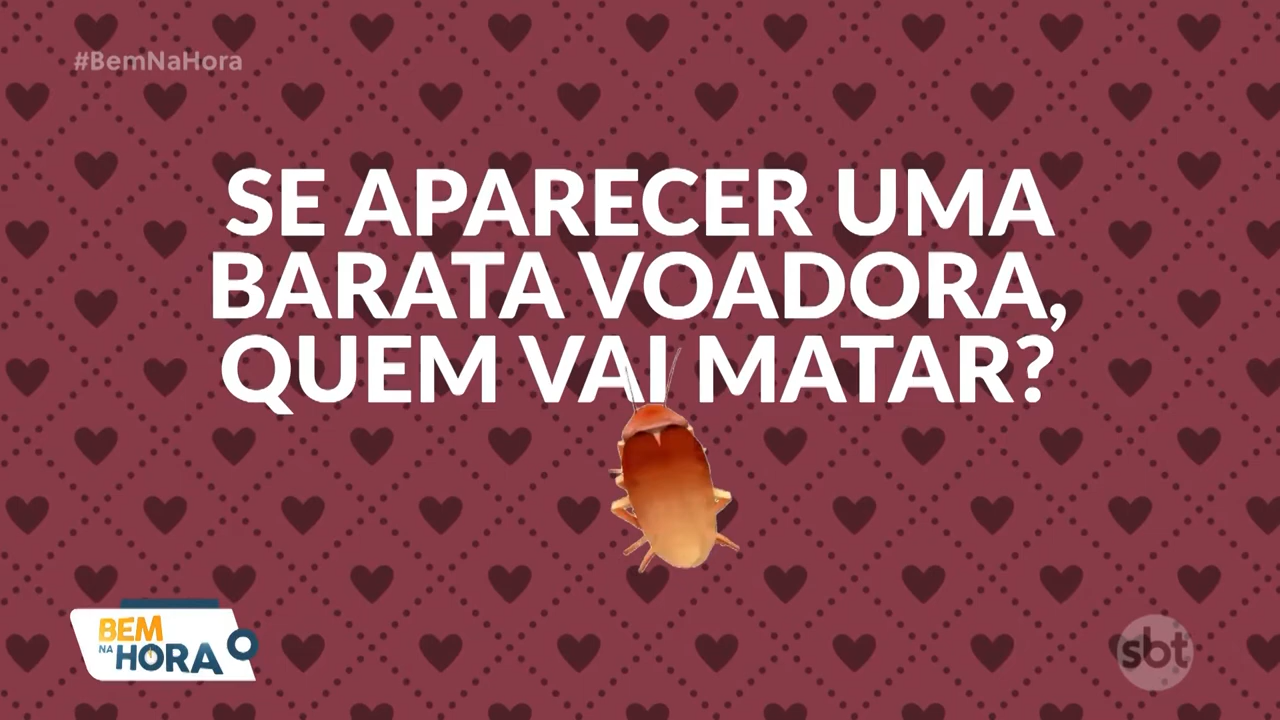 #BemNaHora
SE APARECER UMA
BARATA VOADORA,
QUEM VAI MATAR?
BEM
NA HORA
sbt